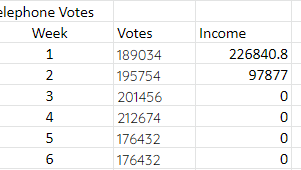 elephone Votes
Week Votes Income
1 189034 226840.8
2 195754 97877
3 201456 0
4 212674 0
5 176432 0
6 176432 0